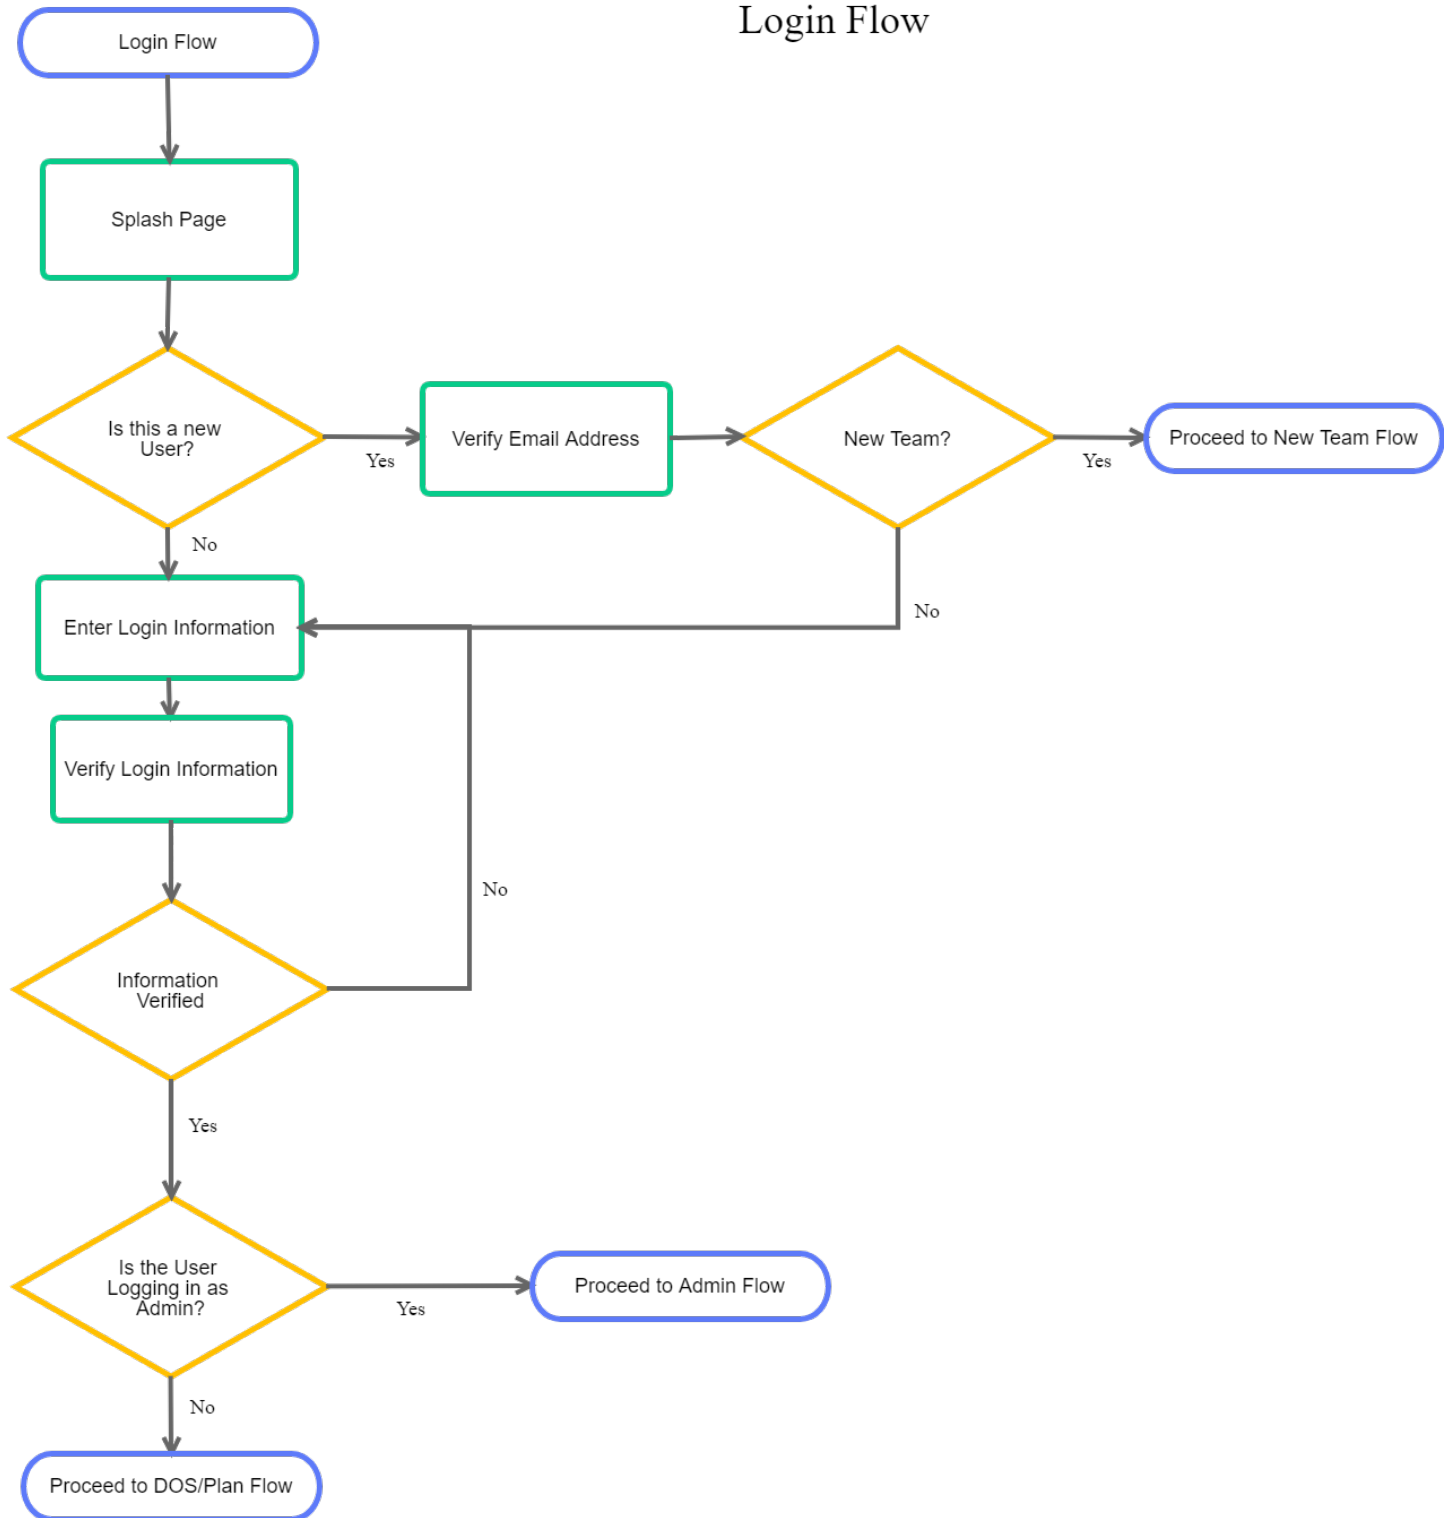 Login Flow
Login Flow
Splash Page
Is this a new
User?
Yes
Verify Email Address
New Team?
Yes
Proceed to New Team Flow
No
No
Enter Login Information
Verify Login Information
No
Information
Verified
Yes
Is the User
Logging in as
Admin?
Yes
Proceed to Admin Flow
No
Proceed to DOS/Plan Flow